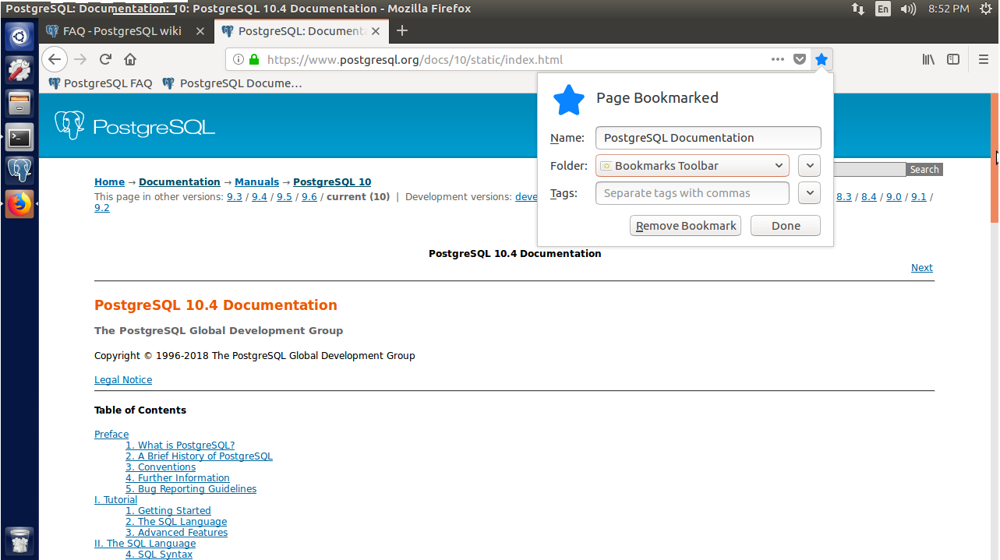 PostgreSQL: Documentation: 10: PostgreSQL 10.4 Documentation - Mozilla Firefox
En
8:52 PM
FAQ - PostgreSQL wiki
PostgreSQL: Documenta
https://www.postgresql.org/docs/10/static/index.html
PostgreSQL FAQ
PostgreSQL Docume…
Page Bookmarked
Name: PostgreSQL Documentation
Folder: Bookmarks Toolbar
Tags: Separate tags with commas
Remove Bookmark
Done
PostgreSQL
Search
Home → Documentation → Manuals → PostgreSQL 10
This page in other versions: 9.3 / 9.4 / 9.5 / 9.6 / current (10) | Development versions: deve 8.3 / 8.4 / 9.0 / 9.1 /
9.2
PostgreSQL 10.4 Documentation
Next
PostgreSQL 10.4 Documentation
The PostgreSQL Global Development Group
Copyright © 1996-2018 The PostgreSQL Global Development Group
Legal Notice
Table of Contents
Preface
1. What is PostgreSQL?
2. A Brief History of PostgreSQL
3. Conventions
4. Further Information
5. Bug Reporting Guidelines
I. Tutorial
1. Getting Started
2. The SQL Language
3. Advanced Features
II. The SQL Language
4. SQL Syntax